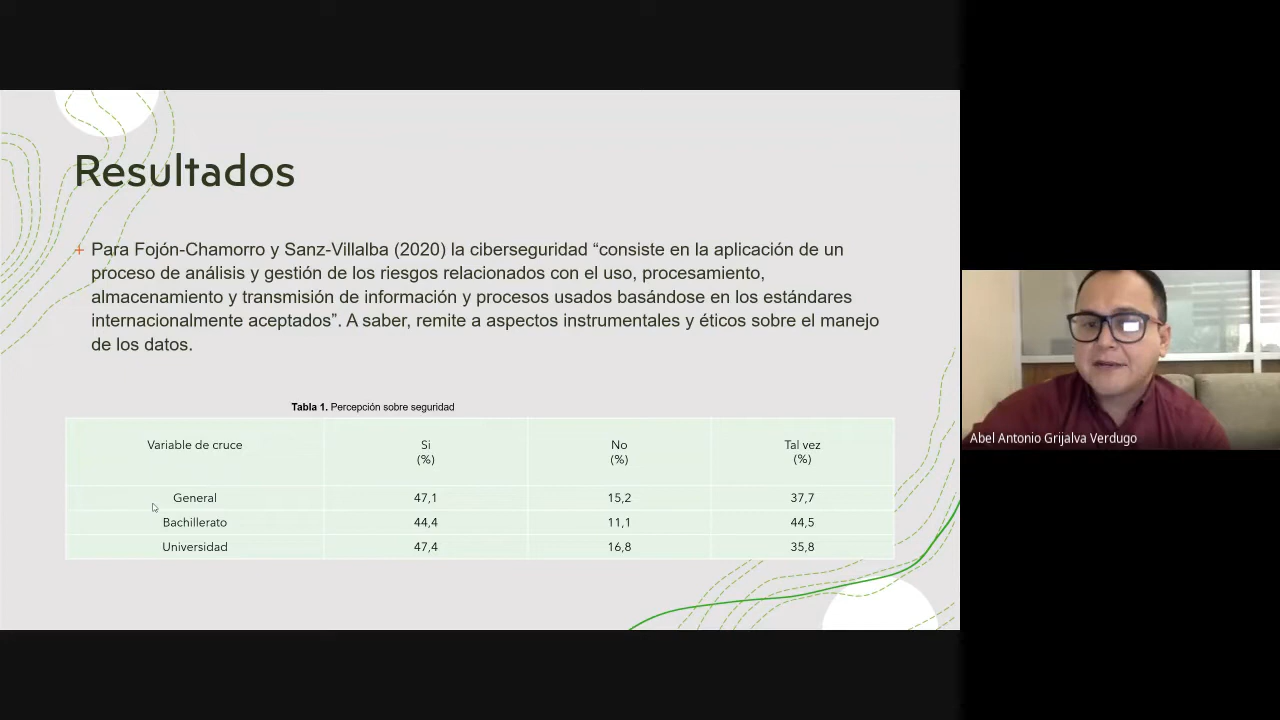 Resultados
+ Para Fojón-Chamorro y Sanz-Villalba (2020) la ciberseguridad “consiste en la aplicación de un
proceso de análisis y gestión de los riesgos relacionados con el uso, procesamiento,
almacenamiento y transmisión de información y procesos usados basándose en los estándares
internacionalmente aceptados”. A saber, remite a aspectos instrumentales y éticos sobre el manejo
de los datos.
Tabla 1. Percepción sobre seguridad
Variable de cruce Si No Tal vez
(%) (%) (%)
General 47,1 15,2 37,7
Bachillerato 44,4 11,1 44,5
Universidad 47,4 16,8 35,8
Abel Antonio Grijalva Verdugo